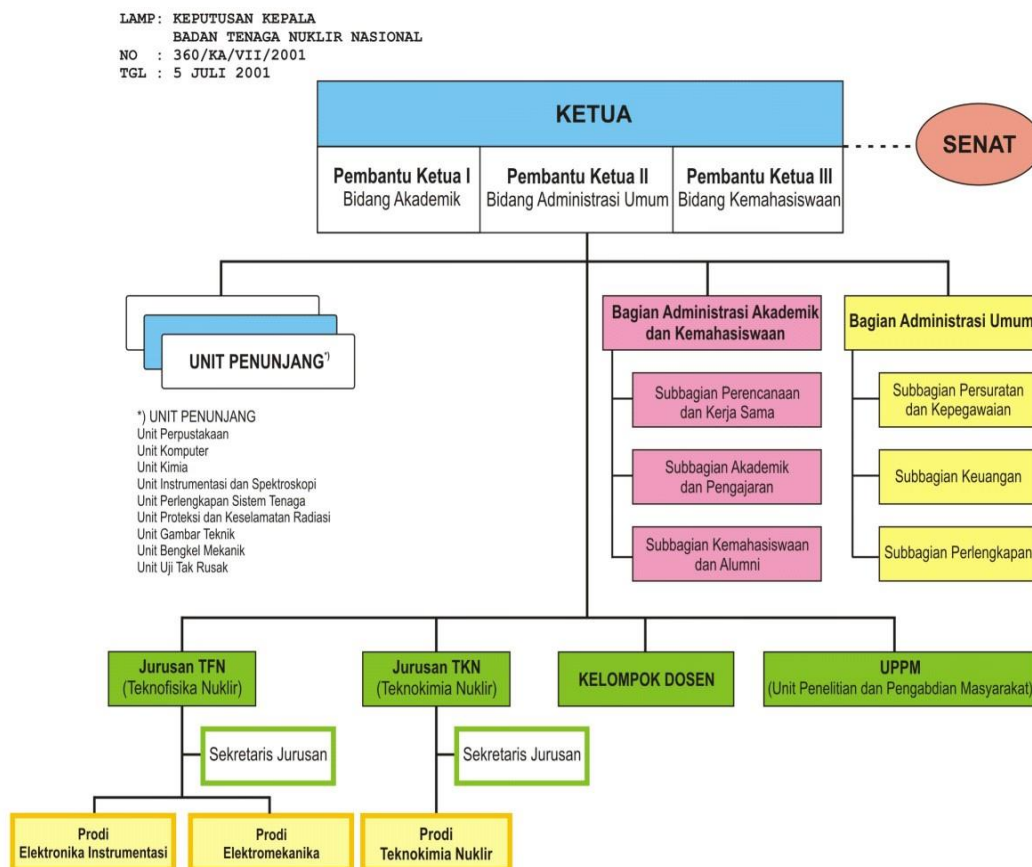 LAMP: KEPUTUSAN KEPALA
BADAN TENAGA NUKLIR NASIONAL
NO : 360/KA/VII/2001
TGL : 5 JULI 2001
KETUA
SENAT
Pembantu Ketua I
Bidang Akademik
Pembantu Ketua II
Bidang Administrasi Umum
Pembantu Ketua III
Bidang Kemahasiswaan
UNIT PENUNJANG*)
*) UNIT PENUNJANG
Unit Perpustakaan
Unit Komputer
Unit Kimia
Unit Instrumentasi dan Spektroskopi
Unit Perlengkapan Sistem Tenaga
Unit Proteksi dan Keselamatan Radiasi
Unit Gambar Teknik
Unit Bengkel Mekanik
Unit Uji Tak Rusak
Bagian Administrasi Akademik
dan Kemahasiswaan
Subbagian Perencanaan
dan Kerja Sama
Subbagian Akademik
dan Pengajaran
Subbagian Kemahasiswaan
dan Alumni
Bagian Administrasi Umum
Subbagian Persuratan
dan Kepegawaian
Subbagian Keuangan
Subbagian Perlengkapan
Jurusan TFN
(Teknofisika Nuklir)
Jurusan TKN
(Teknokimia Nuklir)
KELOMPOK DOSEN
UPPM
(Unit Penelitian dan Pengabdian Masyarakat)
Sekretaris Jurusan
Sekretaris Jurusan
Prodi
Elektronika Instrumentasi
Prodi
Elektromekanika
Prodi
Teknokimia Nuklir